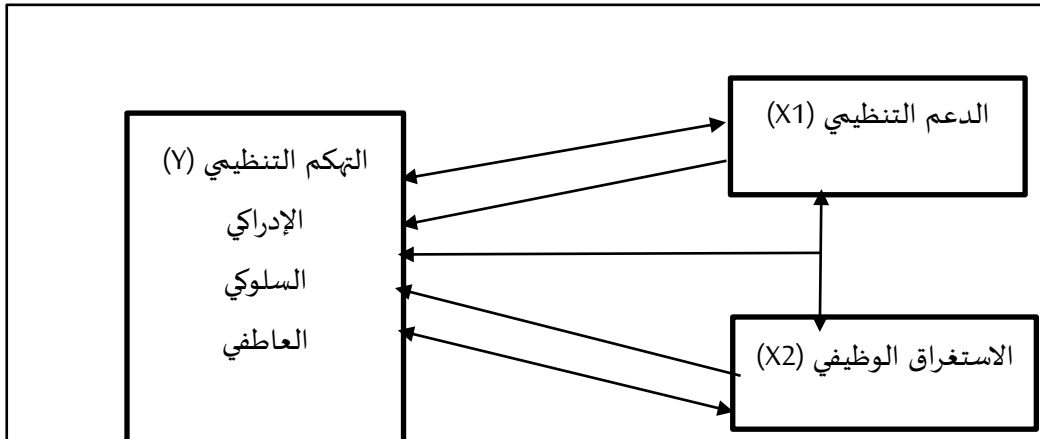 الدعم التنظيمي (X1)
التهكم التنظيمي (Y)
الإدراكي
السلوكي
العاطفي
الاستغراق الوظيفي (X2)